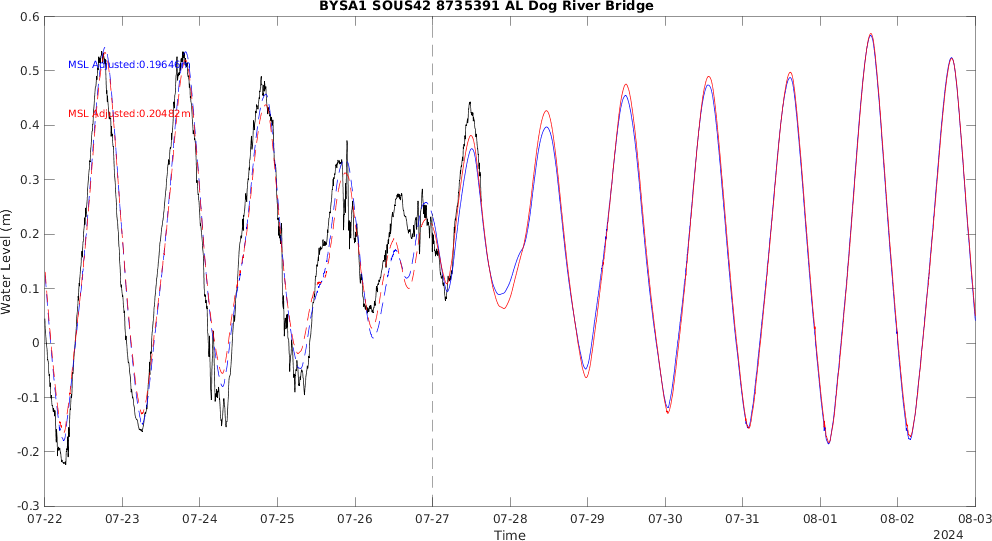 BYSA1 SOUS42 8735391 AL Dog River Bridge
0.6
0.5
0.4
0.3
0.2
0.1
0
-0.1
-0.2
-0.3
Water Level (m)
MSL Adjusted:0.19646m
MSL Adjusted:0.20482m
07-22 07-23 07-24 07-25 07-26 07-27 07-28 07-29 07-30 07-31 08-01 08-02 08-03
Time
2024